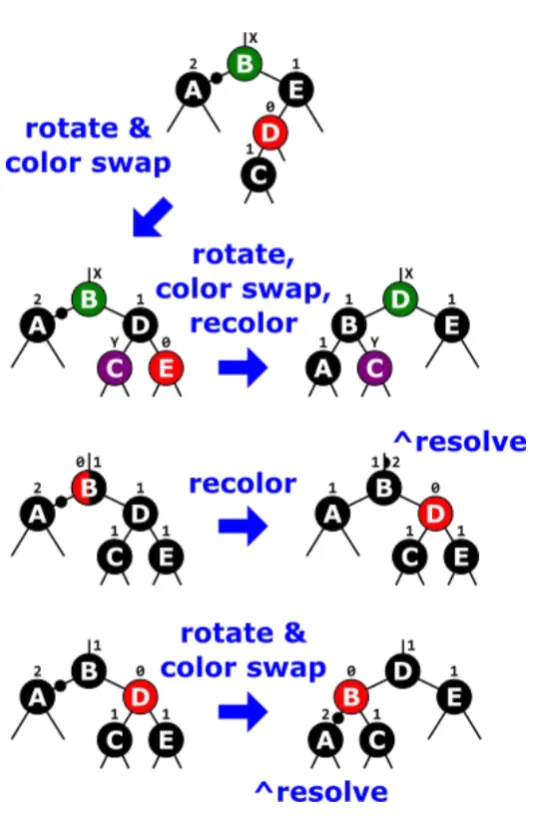 X
2 B 1
A E
0
rotate & D
color swap 1
C
rotate,
X color swap, X
2 B 1 recolor 1 D 1
A D B E
Y 0 1 Y
C E A C
^resolve
0 1 1 2
2 B 1 recolor 1 B 0
A D A D
1 1 1 1
C E C E
rotate &
1 color swap 1
2 B 0 0 D 1
A D B E
1 1 2 1
C E A C
^resolve